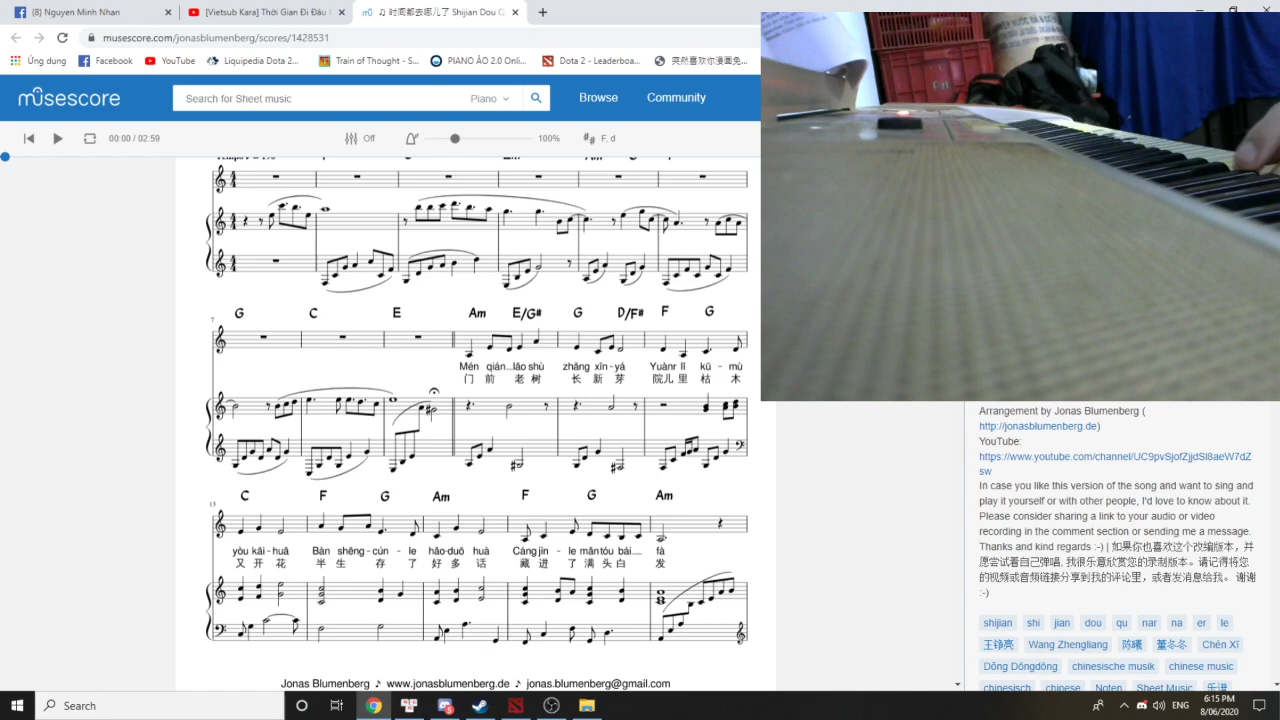 (8) Nguyen Minh Nhan
[Vietsub Kara] Thời Gian Đi Đâu
♫ 时间都去哪儿了 Shijian Dou Q
musescore.com/jonasblumenberg/scores/1428531
Ứng dụng
Facebook
YouTube
Liquipedia Dota 2...
Train of Thought - S...
PIANO ẢO 2.0 Onli...
Dota 2 - Leaderboa...
突然喜欢你漫画免...
musescore
Search for Sheet music
Piano
Browse
Community
00:00 / 02:59
Off
100%
F, d
7
G C E Am E/G# G D/F# F G
Mén qián...lǎo shù zhǎng xīn-yá Yuànr lǐ kū - mù
门 前 老 树 长 新 芽 院儿 里 枯 木
13
C F G Am F G Am
yòu kāi-huā Bàn shēng-cún - le hǎo-duō huà Cáng jìn - le mǎn tóu bái fà
又 开 花 半 生 很 了 好 多 话 藏 进 了 满 头 白 发
Jonas Blumenberg ♪ www.jonasblumenberg.de ♪ jonas.blumenberg@gmail.com
Arrangement by Jonas Blumenberg (
http://jonasblumenberg.de)
YouTube:
https://www.youtube.com/channel/UC9pvSjofZjjdSl8aeW7dZ
sw
In case you like this version of the song and want to sing and
play it yourself or with other people, I'd love to know about it.
Please consider sharing a link to your audio or video
recording in the comment section or sending me a message.
Thanks and kind regards :-) | 如果你也喜欢这个改编版本，并
愿尝试着自己弹唱, 我很乐意欣赏您的录制版本。请记得将您
的视频或音频链接分享到我的评论里，或者发消息给我。 谢谢
:-)
shijian shi jian dou qu nar na er le
王铮亮 Wang Zhengliang 陈曦 董冬冬 Chén Xī
Dǒng Dōngdōng chinesische musik chinese music
chinesisch chinese Noten Sheet Music 乐谱
Search
ENG
6:15 PM
8/06/2020